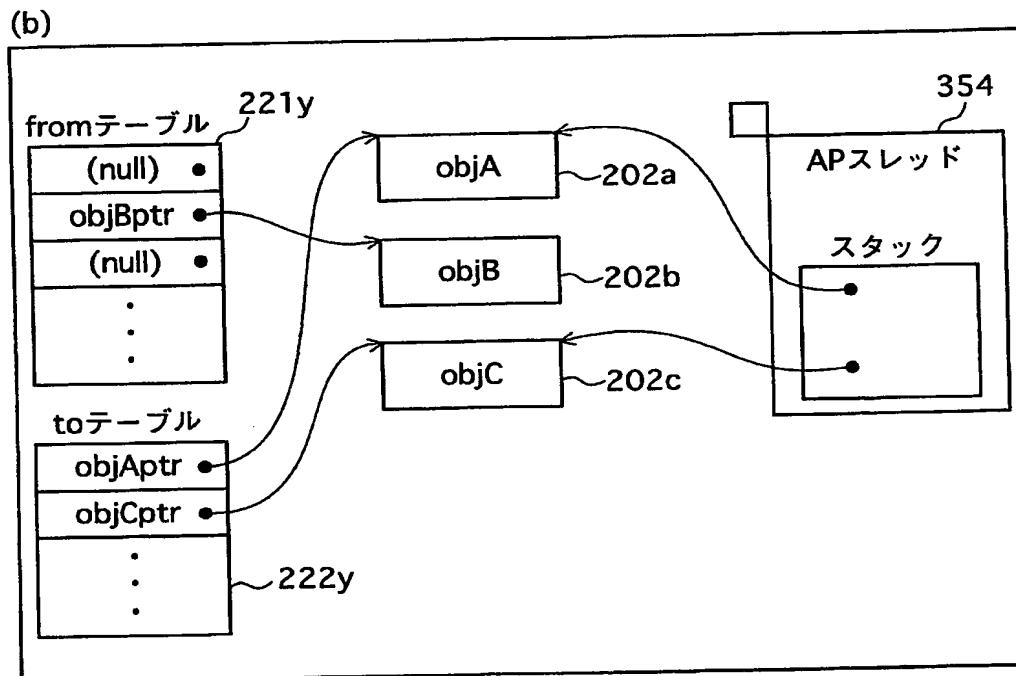 (b)
fromテーブル
221y
(null)
objBptr
(null)
toテーブル
objAptr
objCptr
222y
objA
202a
objB
202b
objC
202c
354
APスレッド
スタック